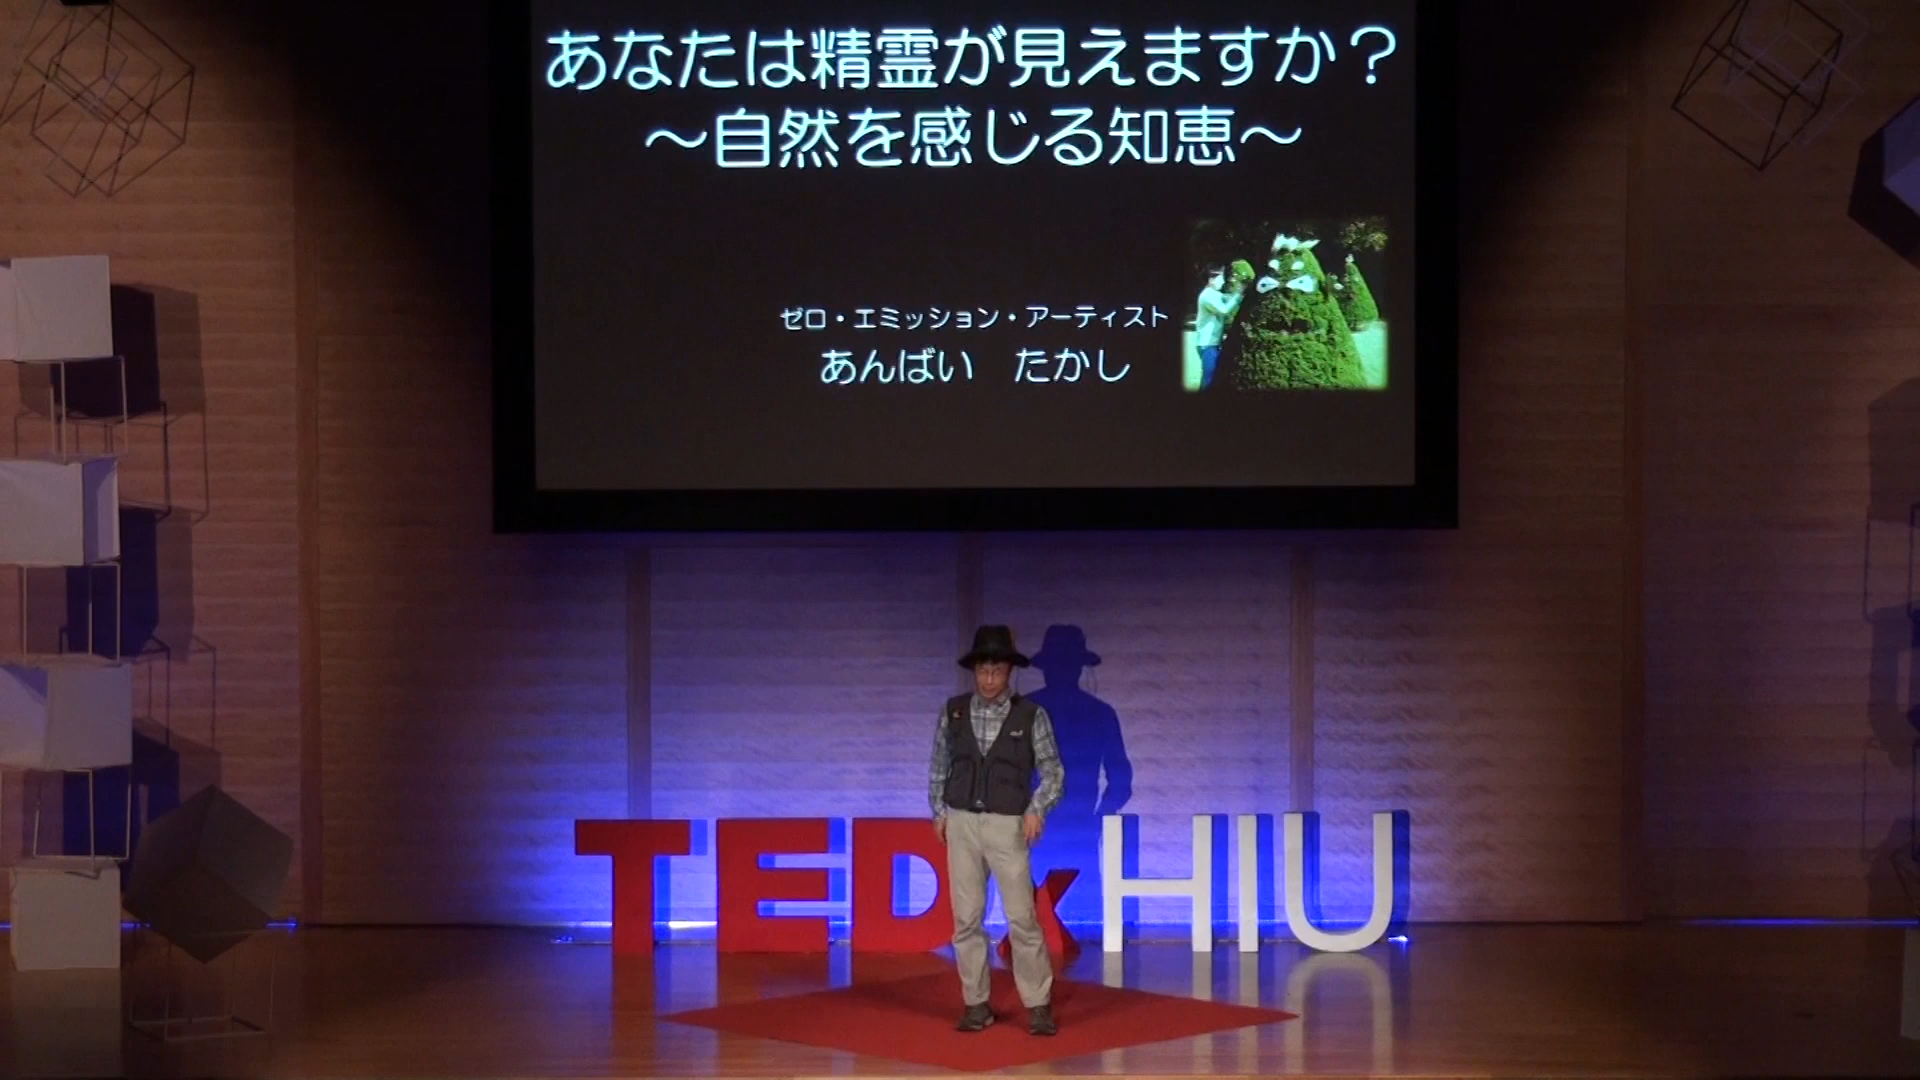 あなたは精霊が見えますか？
～自然を感じる知恵～
ゼロ・エミッション・アーティスト
あんばい　たかし
TEDxHIU